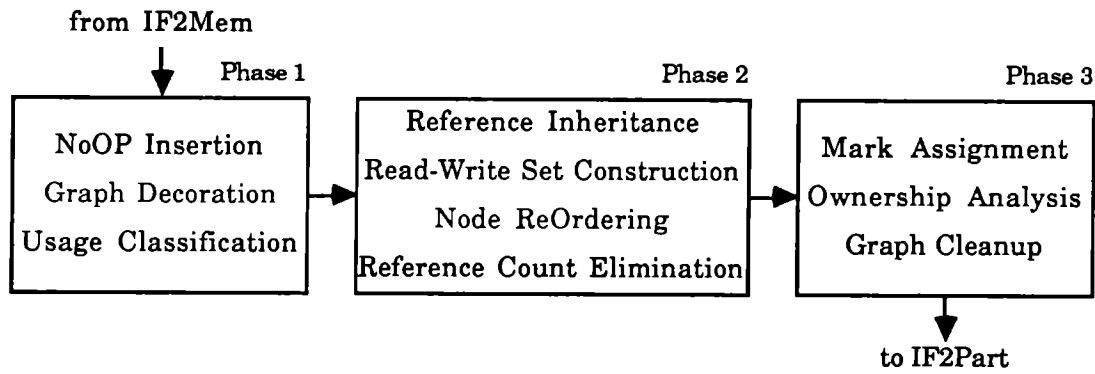 from IF2Mem
Phase 1
NoOP Insertion
Graph Decoration
Usage Classification
Phase 2
Reference Inheritance
Read-Write Set Construction
Node ReOrdering
Reference Count Elimination
Phase 3
Mark Assignment
Ownership Analysis
Graph Cleanup
to IF2Part